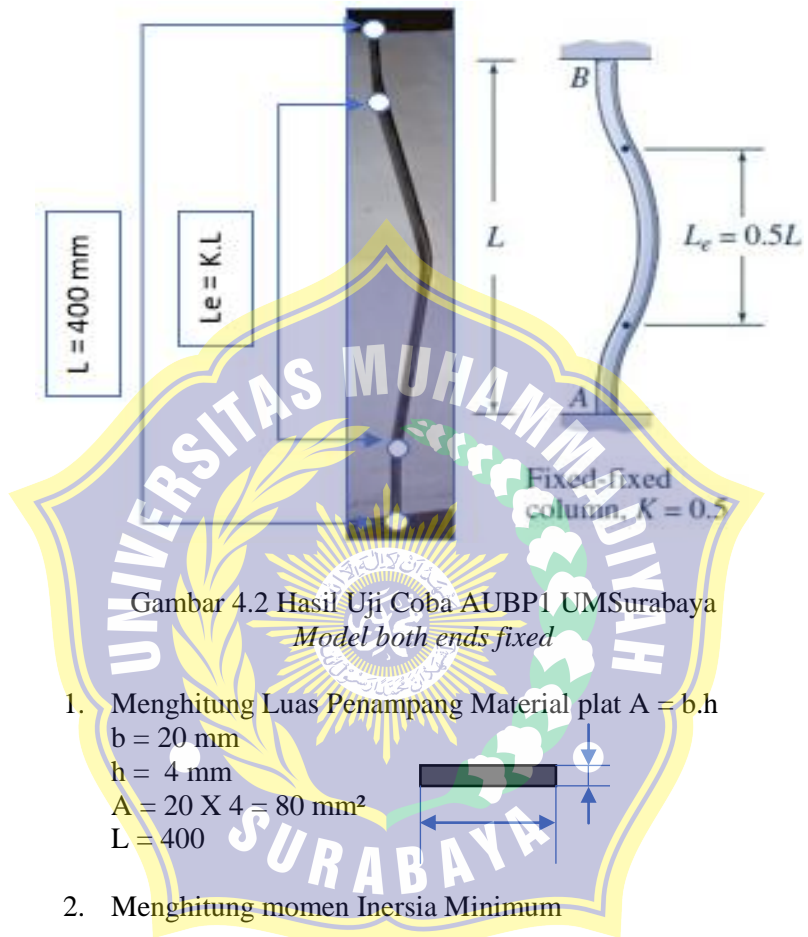 B
L
L = 400 mm
Le = K.L
Lₑ = 0.5L
A
Fixed-fixed
column, K = 0.5
UNIVERSITAS MUHAMMADIYAH
SURABAYA
Gambar 4.2 Hasil Uji Coba AUBP1 UMSurabaya
Model both ends fixed
1. Menghitung Luas Penampang Material plat A = b.h
b = 20 mm
h = 4 mm
A = 20 X 4 = 80 mm²
L = 400
2. Menghitung momen Inersia Minimum